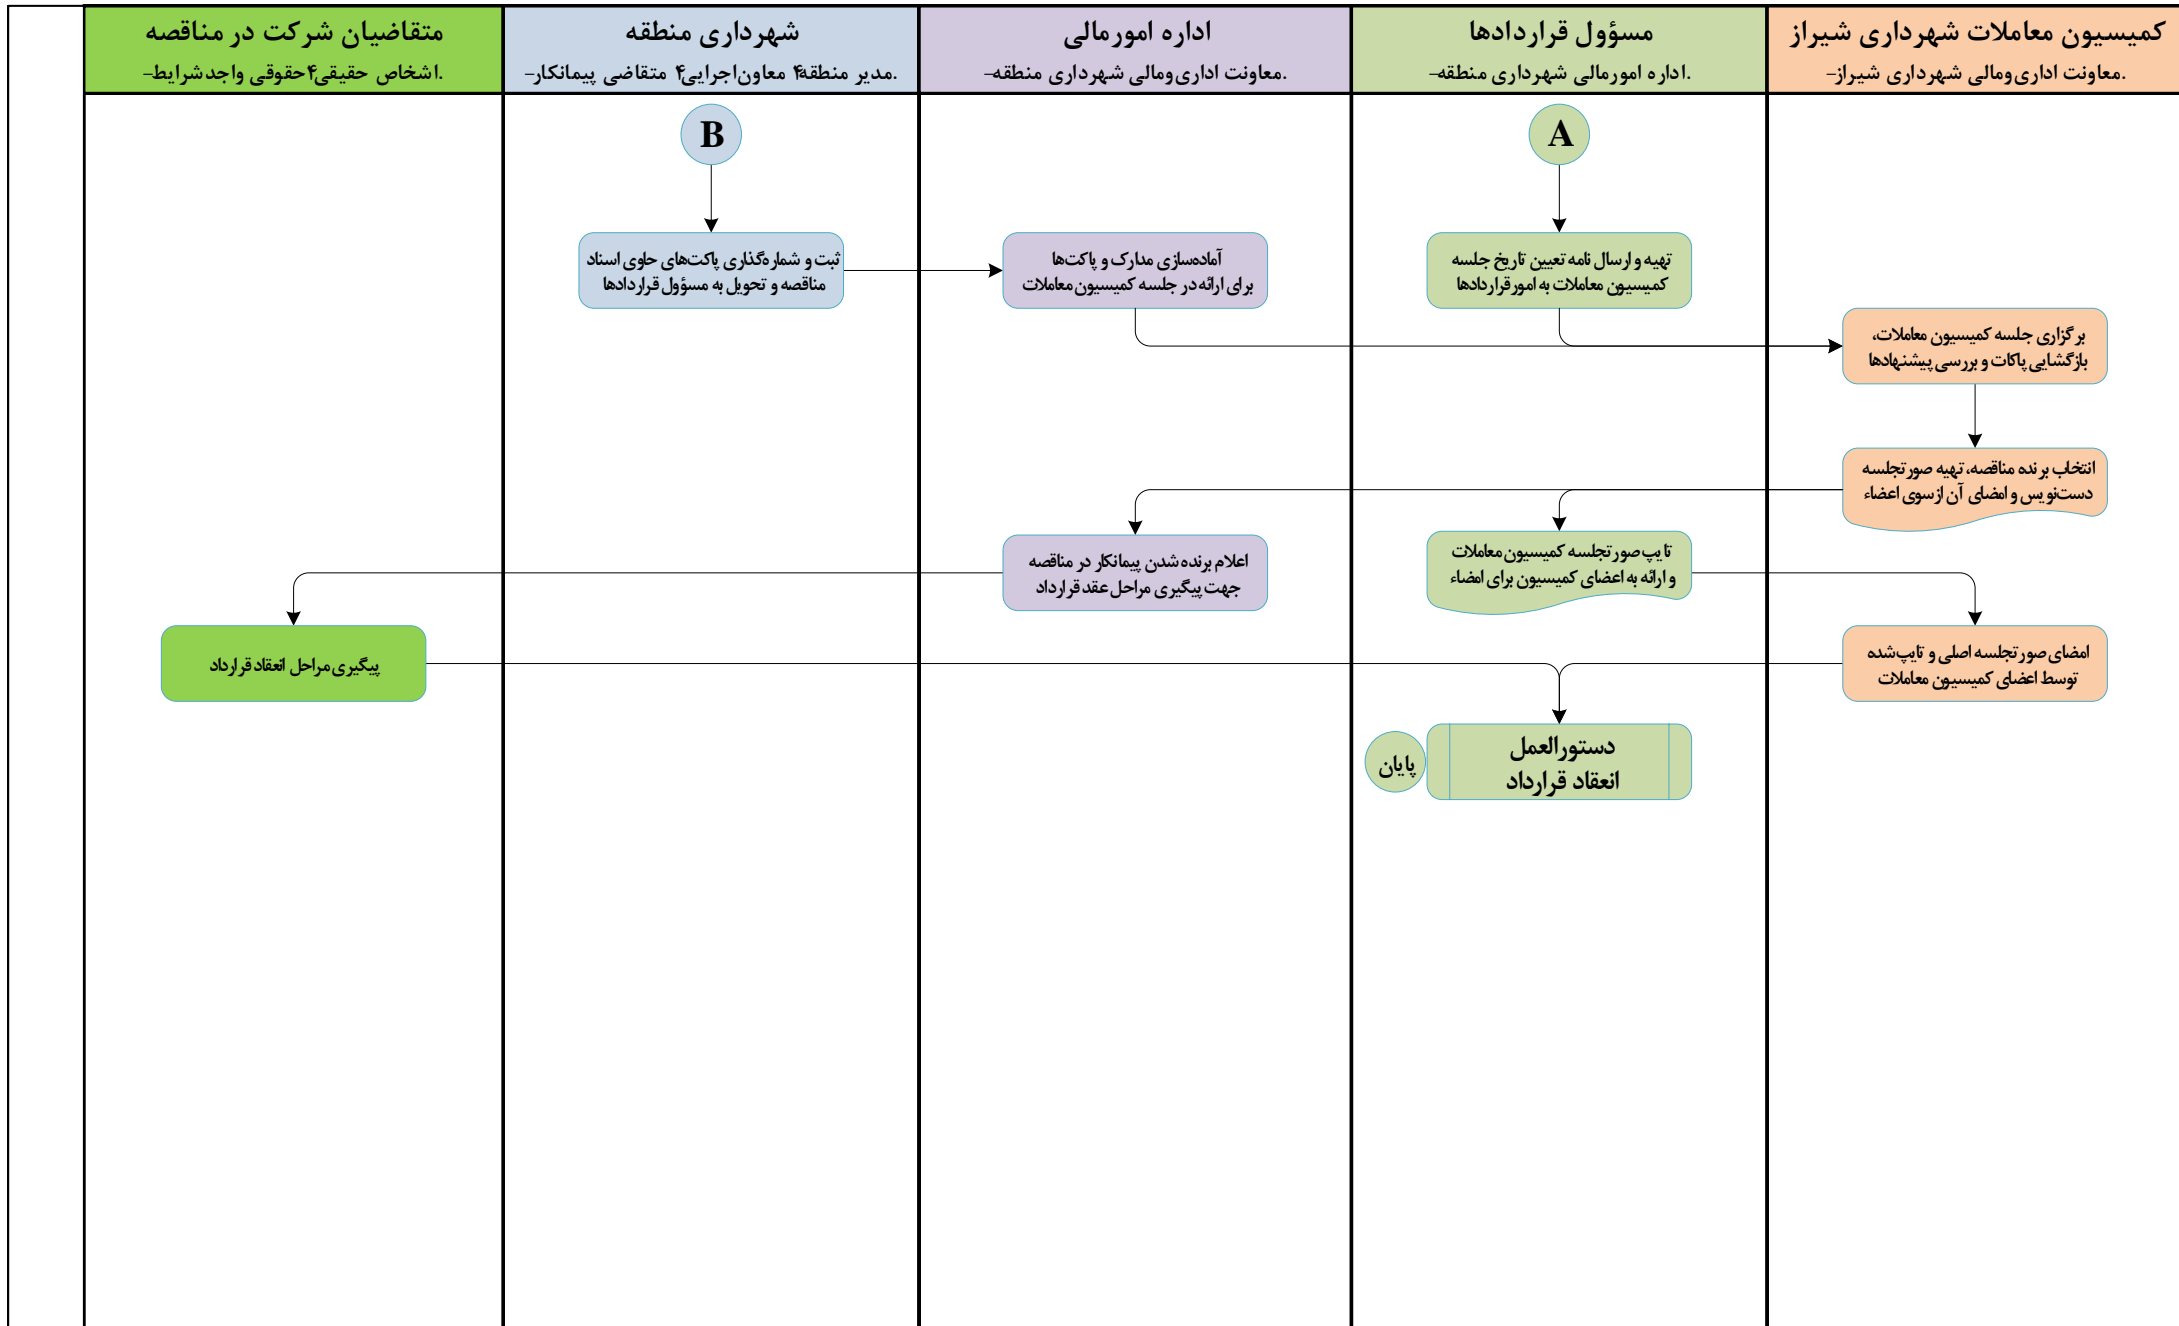 کمیسیون معاملات شهرداری شیراز
.معاونت اداری‌ومالی شهرداری شیراز-
مسؤول قراردادها
.اداره امورمالی شهرداری منطقه-
اداره امورمالی
.معاونت اداری‌ومالی شهرداری منطقه-
شهرداری منطقه
.مدیر منطقه۴ معاون‌اجرایی۴ متقاضی پیمانکار-
متقاضیان شرکت در مناقصه
.اشخاص حقیقی۴حقوقی واجدشرایط-
A
B
تهیه و ارسال نامه تعیین تاریخ جلسه
کمیسیون معاملات به امورقراردادها
آماده‌سازی مدارک و پاکت‌ها
برای ارائه در جلسه کمیسیون معاملات
ثبت و شماره‌گذاری پاکت‌های حاوی اسناد
مناقصه و تحویل به مسؤول قراردادها
برگزاری جلسه کمیسیون معاملات،
بازگشایی پاکات و بررسی پیشنهادها
انتخاب برنده مناقصه، تهیه صورتجلسه
دست‌نویس و امضای آن ازسوی اعضاء
تایپ صورتجلسه کمیسیون معاملات
و ارائه به اعضای کمیسیون برای امضاء
اعلام برنده شدن پیمانکار در مناقصه
جهت پیگیری مراحل عقد قرارداد
امضای صورتجلسه اصلی و تایپ‌شده
توسط اعضای کمیسیون معاملات
پیگیری مراحل انعقاد قرارداد
دستورالعمل
انعقاد قرارداد
پایان